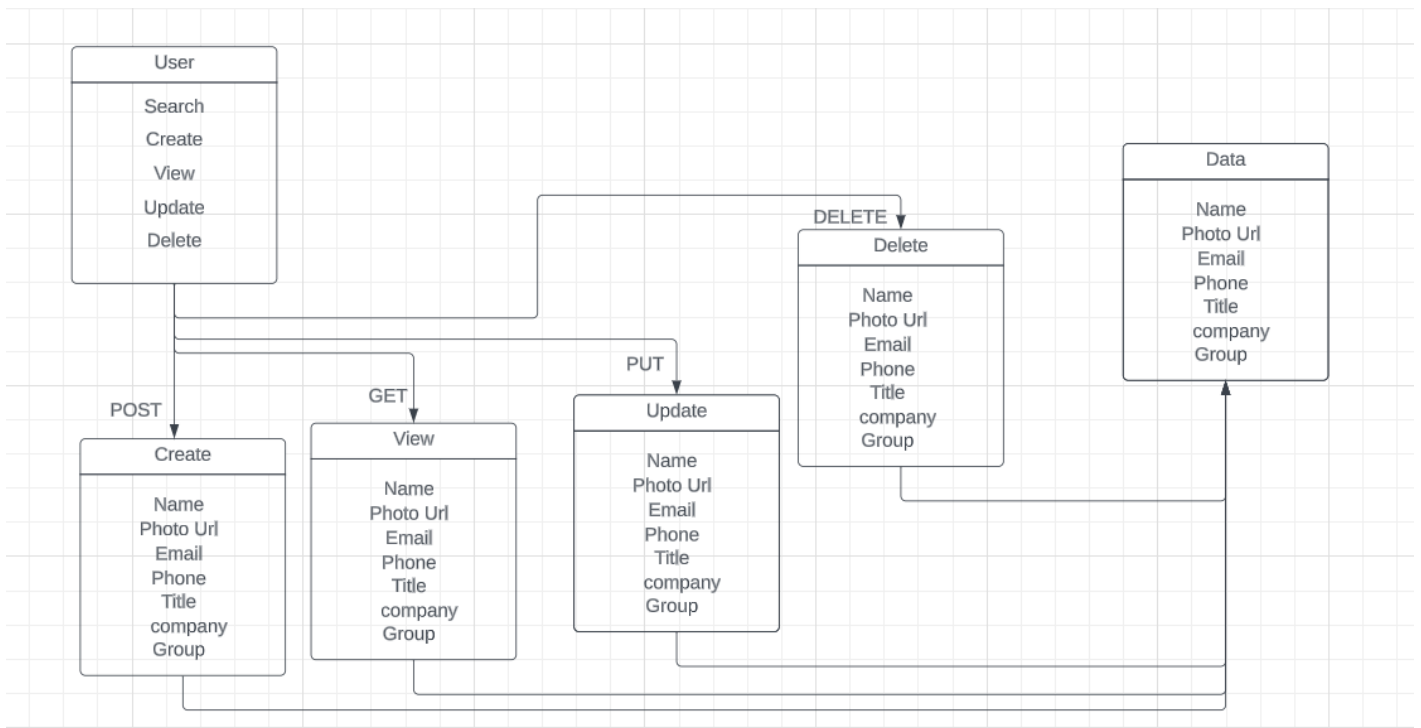 User
Search
Create
View
Update
Delete
POST
Create
Name
Photo Url
Email
Phone
Title
company
Group
GET
View
Name
Photo Url
Email
Phone
Title
company
Group
PUT
Update
Name
Photo Url
Email
Phone
Title
company
Group
DELETE
Delete
Name
Photo Url
Email
Phone
Title
company
Group
Data
Name
Photo Url
Email
Phone
Title
company
Group